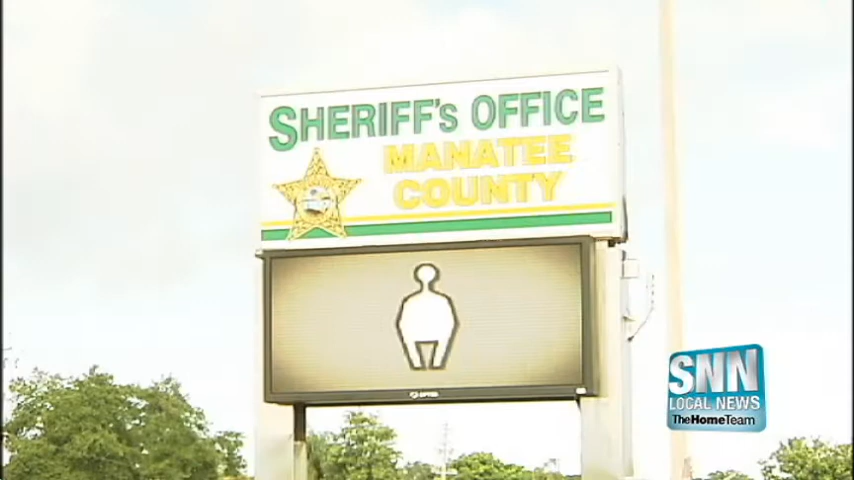 SHERIFF's OFFICE
MANATEE
COUNTY
SNN
LOCAL NEWS
TheHomeTeam